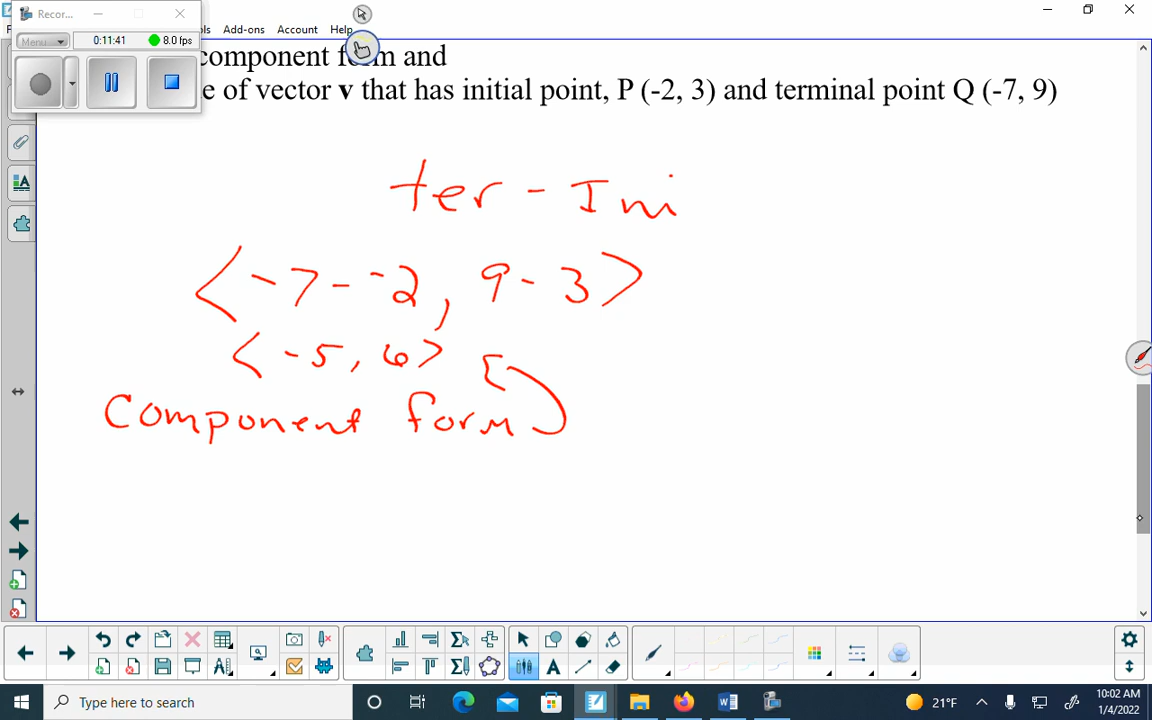 Recor...
Menu
0:11:41
8.0 fps
ols Add-ons Account Help
component form and
e of vector v that has initial point, P (-2, 3) and terminal point Q (-7, 9)
ter - Ini
< -7 - -2, 9 - 3 >
< -5, 6 >
Component form
Type here to search
21°F
10:02 AM
1/4/2022